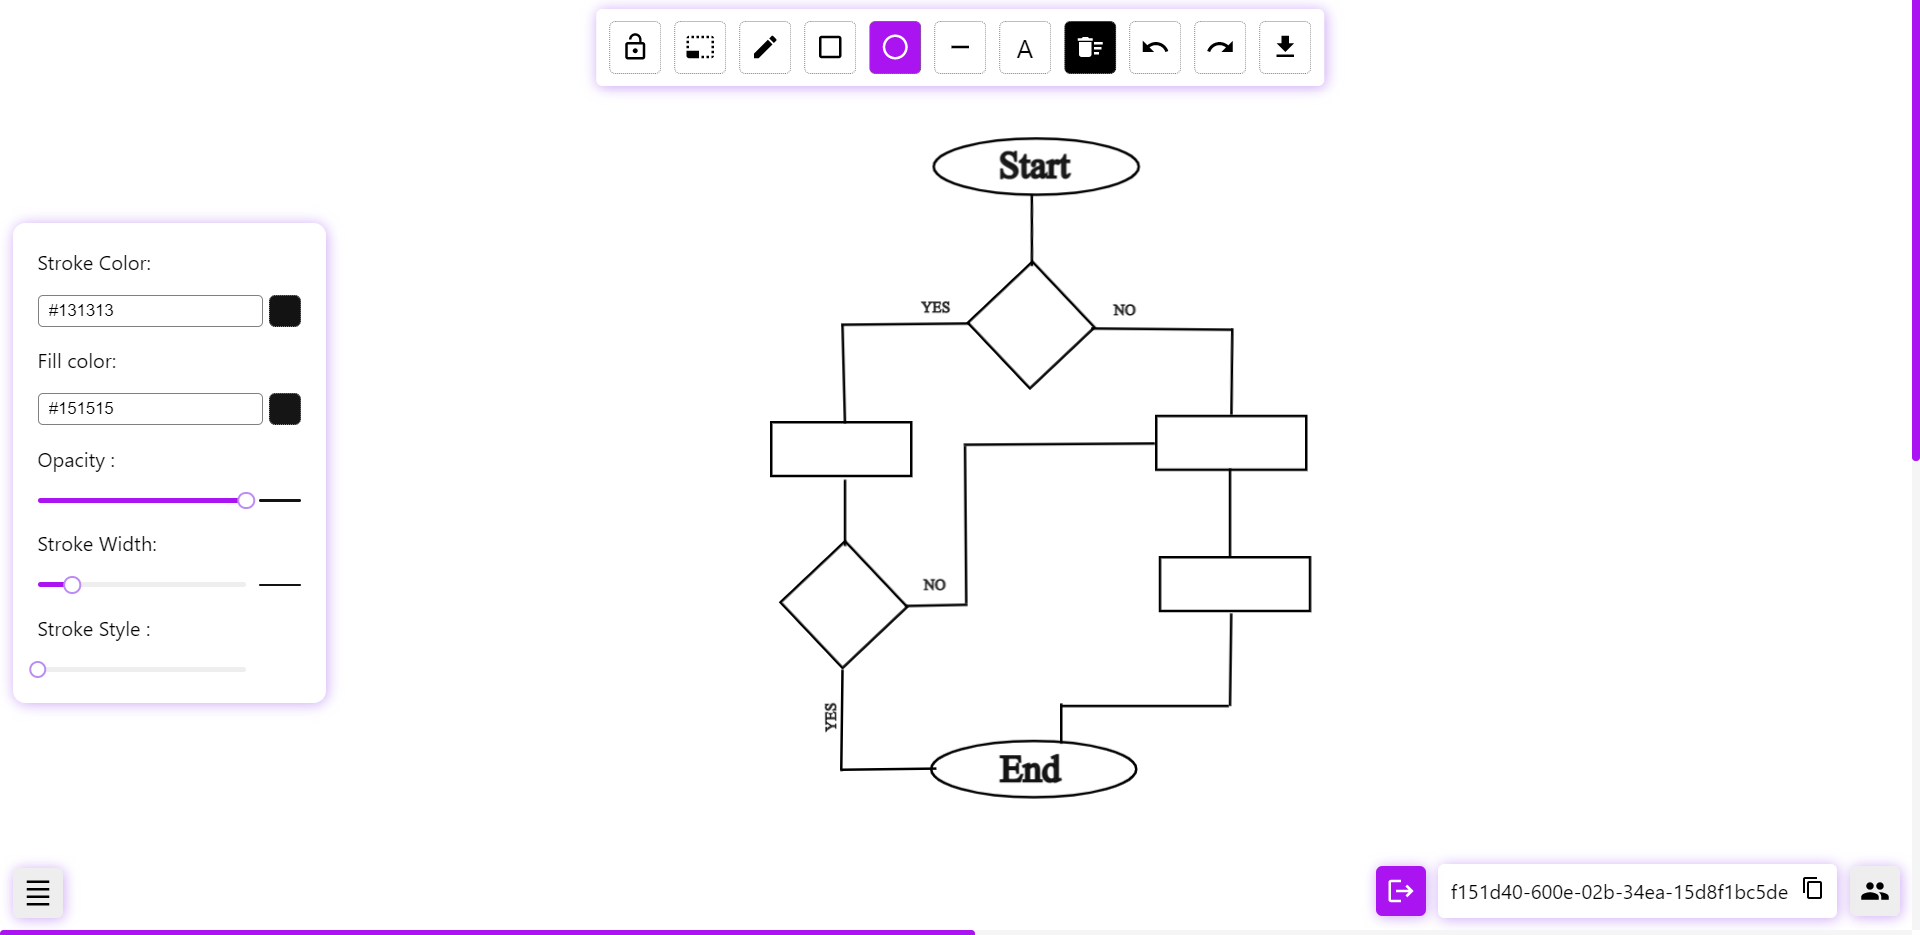 A
Start
Stroke Color:
#131313
YES
NO
Fill color:
#151515
Opacity :
Stroke Width:
NO
Stroke Style :
YES
End
f151d40-600e-02b-34ea-15d8f1bc5de